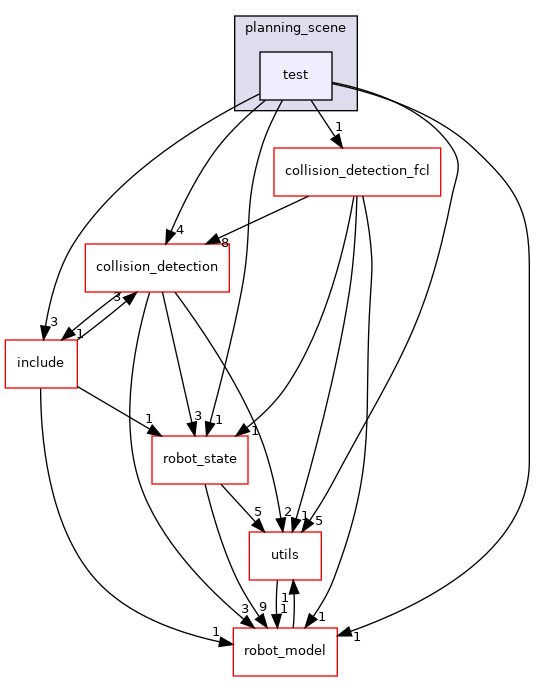 planning_scene
test
1
collision_detection_fcl
4
8
collision_detection
3
3
1
include
1
3
1
1
robot_state
5
2
1
5
utils
1
3
9
1
1
1
1
robot_model